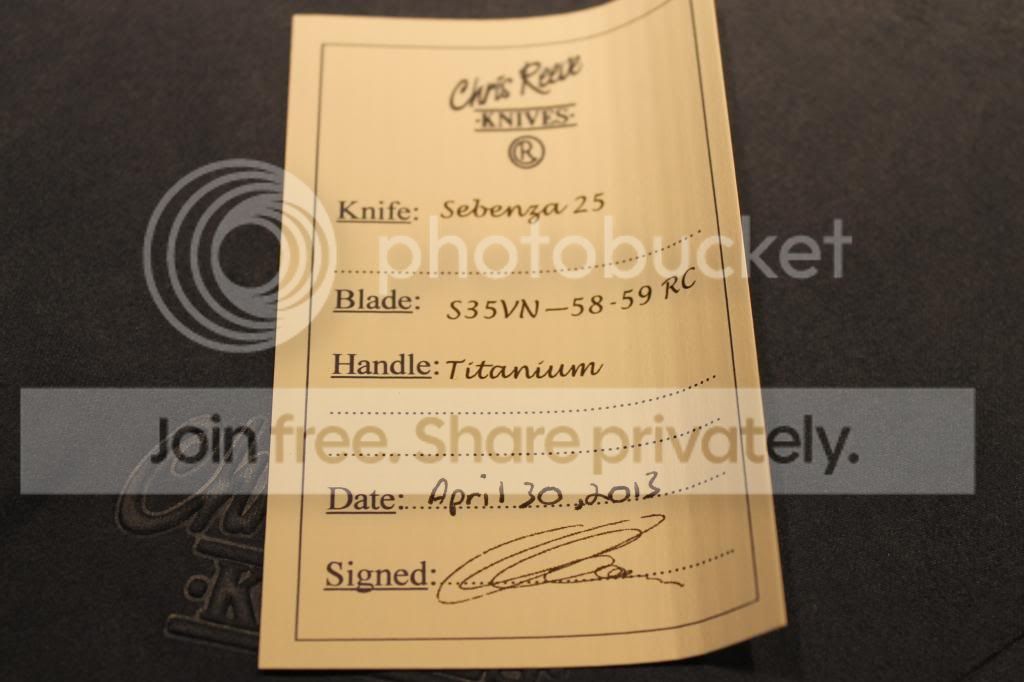 Chris Reeve
·KNIVES·
®
Knife: Sebenza 25
photobucket
Blade: S35VN—58-59 RC
Handle: Titanium
Join free. Share privately.
Date: April 30, 2013
Signed: